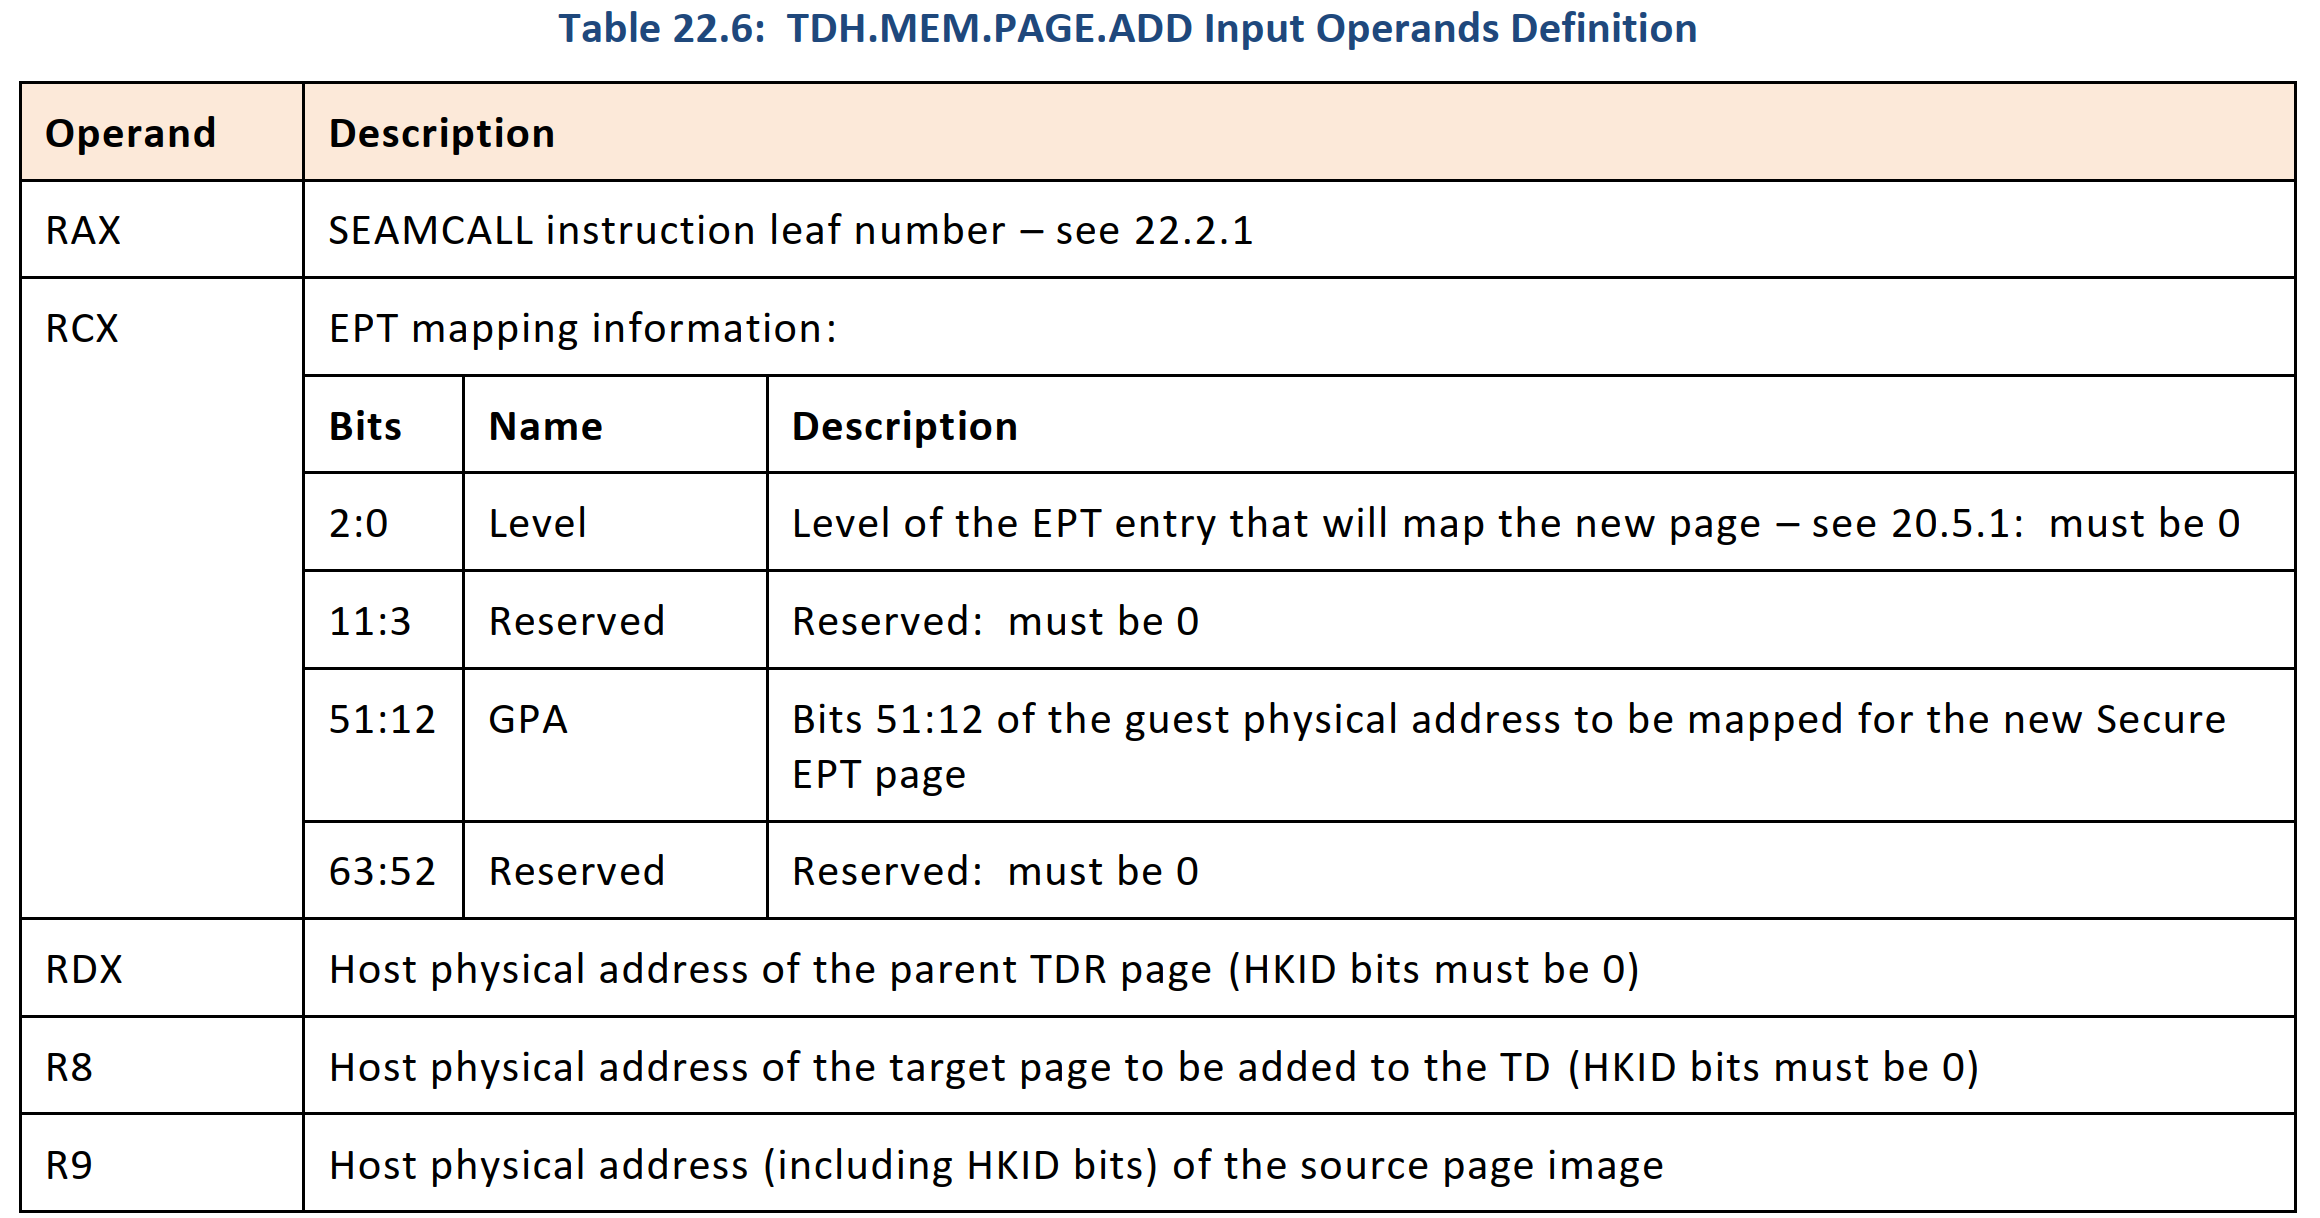 Table 22.6: TDH.MEM.PAGE.ADD Input Operands Definition
Operand Description
RAX SEAMCALL instruction leaf number – see 22.2.1
RCX EPT mapping information:
Bits Name Description
2:0 Level Level of the EPT entry that will map the new page – see 20.5.1: must be 0
11:3 Reserved Reserved: must be 0
51:12 GPA Bits 51:12 of the guest physical address to be mapped for the new Secure
EPT page
63:52 Reserved Reserved: must be 0
RDX Host physical address of the parent TDR page (HKID bits must be 0)
R8 Host physical address of the target page to be added to the TD (HKID bits must be 0)
R9 Host physical address (including HKID bits) of the source page image